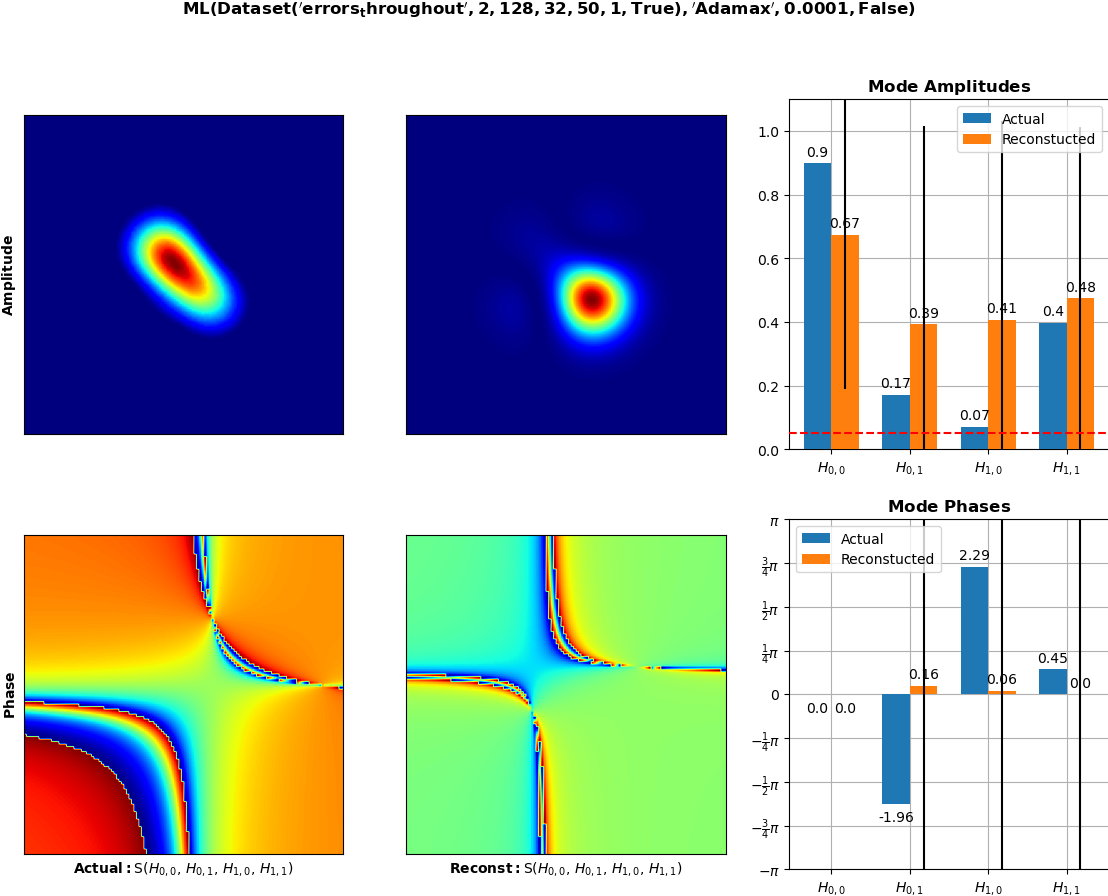 ML(Dataset('errors_throughout', 2, 128, 32, 50, 1, True), 'Adamax', 0.0001, False)
Mode Amplitudes
Amplitude
Actual
Reconstucted
1.0
0.8
0.6
0.4
0.2
0.0
0.9
0.67
0.17
0.39
0.07
0.41
0.4
0.48
H0,0
H0,1
H1,0
H1,1
Mode Phases
Phase
Actual
Reconstucted
π
3/4π
1/2π
1/4π
0
−1/4π
−1/2π
−3/4π
−π
0.0
0.0
-1.96
0.16
2.29
0.06
0.45
0.0
H0,0
H0,1
H1,0
H1,1
Actual: S(H0,0, H0,1, H1,0, H1,1)
Reconst: S(H0,0, H0,1, H1,0, H1,1)